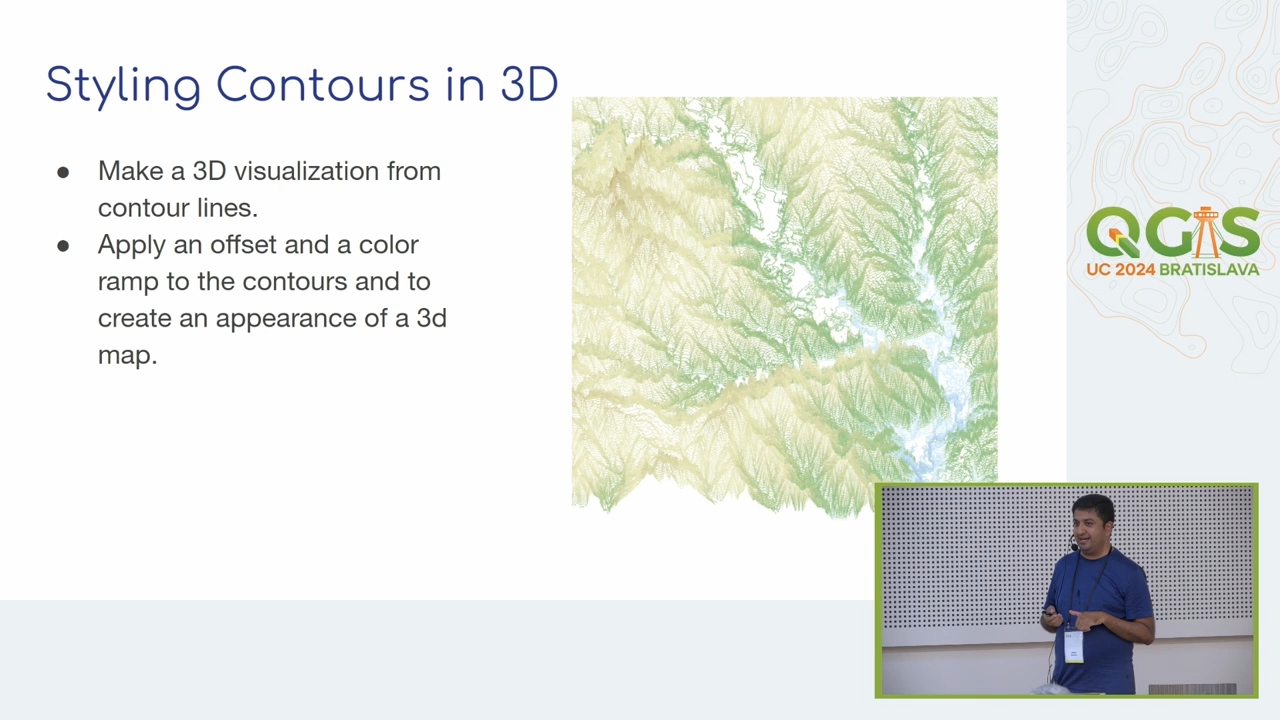 Styling Contours in 3D
● Make a 3D visualization from
contour lines.
● Apply an offset and a color
ramp to the contours and to
create an appearance of a 3d
map.
QGIS
UC 2024 BRATISLAVA